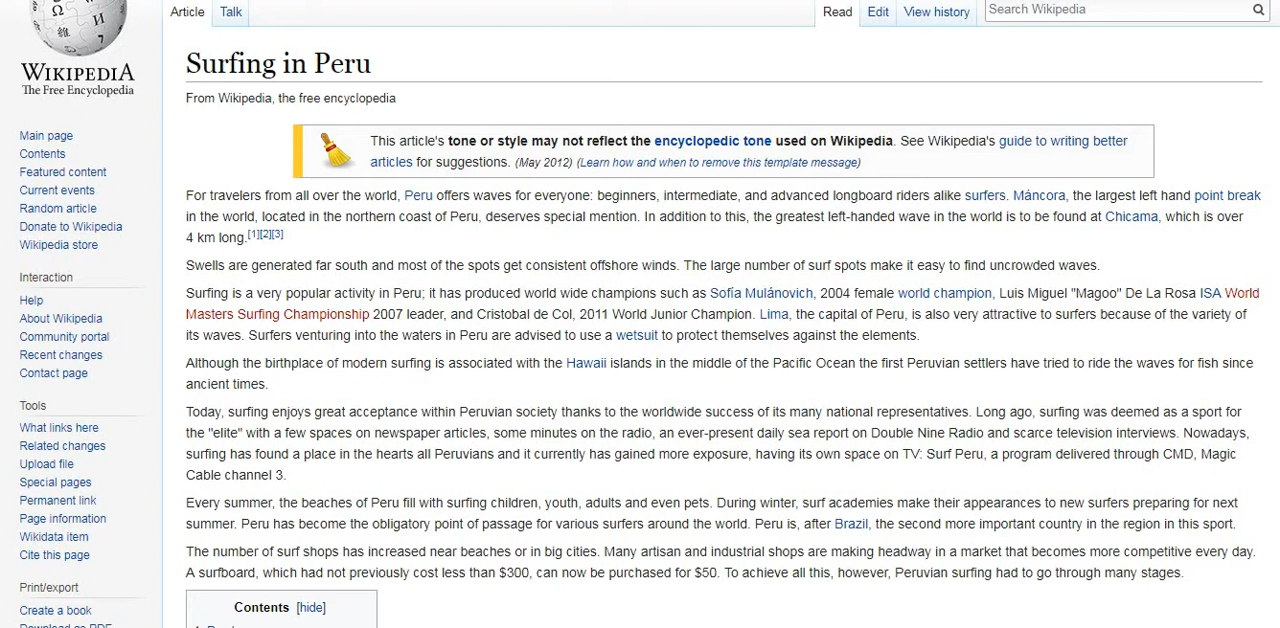 Article Talk Read Edit View history Search Wikipedia
WIKIPEDIA
The Free Encyclopedia
Main page
Contents
Featured content
Current events
Random article
Donate to Wikipedia
Wikipedia store
Interaction
Help
About Wikipedia
Community portal
Recent changes
Contact page
Tools
What links here
Related changes
Upload file
Special pages
Permanent link
Page information
Wikidata item
Cite this page
Print/export
Create a book
Download as PDF
Surfing in Peru
From Wikipedia, the free encyclopedia
This article's tone or style may not reflect the encyclopedic tone used on Wikipedia. See Wikipedia's guide to writing better
articles for suggestions. (May 2012) (Learn how and when to remove this template message)
For travelers from all over the world, Peru offers waves for everyone: beginners, intermediate, and advanced longboard riders alike surfers. Máncora, the largest left hand point break
in the world, located in the northern coast of Peru, deserves special mention. In addition to this, the greatest left-handed wave in the world is to be found at Chicama, which is over
4 km long.[1][2][3]
Swells are generated far south and most of the spots get consistent offshore winds. The large number of surf spots make it easy to find uncrowded waves.
Surfing is a very popular activity in Peru; it has produced world wide champions such as Sofía Mulánovich, 2004 female world champion, Luis Miguel "Magoo" De La Rosa ISA World
Masters Surfing Championship 2007 leader, and Cristobal de Col, 2011 World Junior Champion. Lima, the capital of Peru, is also very attractive to surfers because of the variety of
its waves. Surfers venturing into the waters in Peru are advised to use a wetsuit to protect themselves against the elements.
Although the birthplace of modern surfing is associated with the Hawaii islands in the middle of the Pacific Ocean the first Peruvian settlers have tried to ride the waves for fish since
ancient times.
Today, surfing enjoys great acceptance within Peruvian society thanks to the worldwide success of its many national representatives. Long ago, surfing was deemed as a sport for
the "elite" with a few spaces on newspaper articles, some minutes on the radio, an ever-present daily sea report on Double Nine Radio and scarce television interviews. Nowadays,
surfing has found a place in the hearts all Peruvians and it currently has gained more exposure, having its own space on TV: Surf Peru, a program delivered through CMD, Magic
Cable channel 3.
Every summer, the beaches of Peru fill with surfing children, youth, adults and even pets. During winter, surf academies make their appearances to new surfers preparing for next
summer. Peru has become the obligatory point of passage for various surfers around the world. Peru is, after Brazil, the second more important country in the region in this sport.
The number of surf shops has increased near beaches or in big cities. Many artisan and industrial shops are making headway in a market that becomes more competitive every day.
A surfboard, which had not previously cost less than $300, can now be purchased for $50. To achieve all this, however, Peruvian surfing had to go through many stages.
Contents [hide]